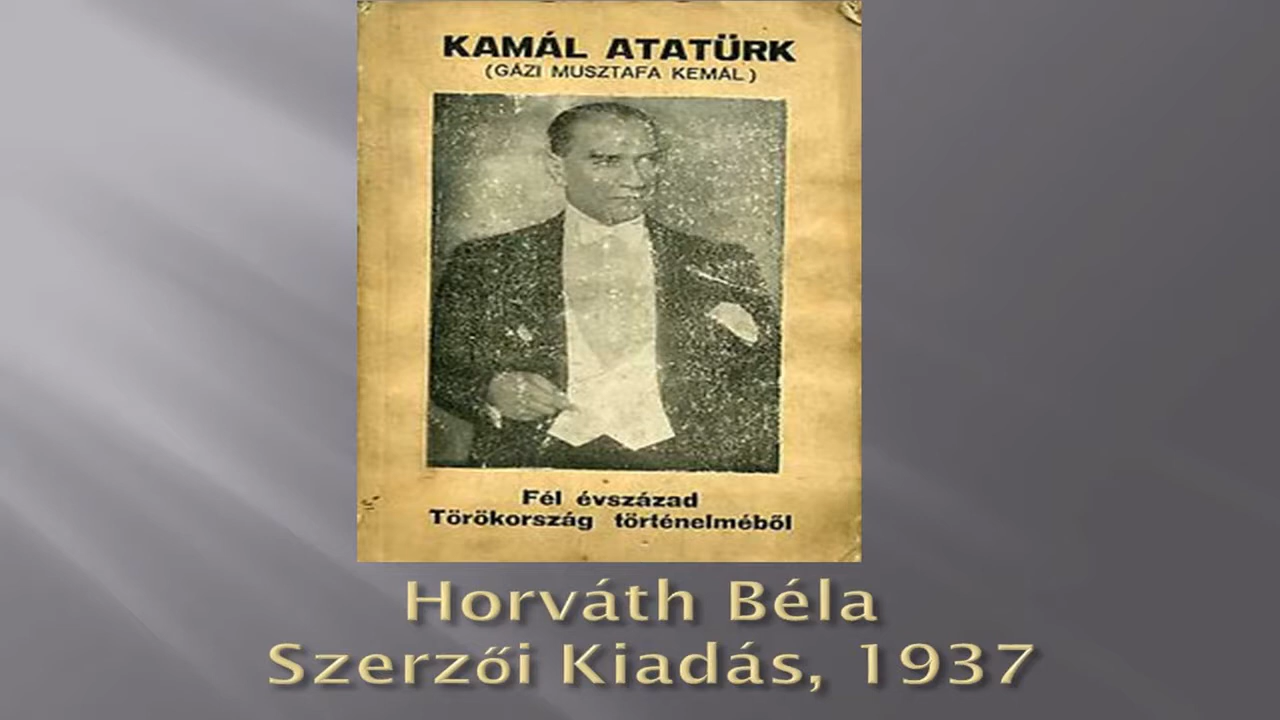 KAMÁL ATATÜRK
(GÁZI MUSZTAFA KEMÁL)
Fél évszázad
Törökország történelméből
Horváth Béla
Szerzői Kiadás, 1937